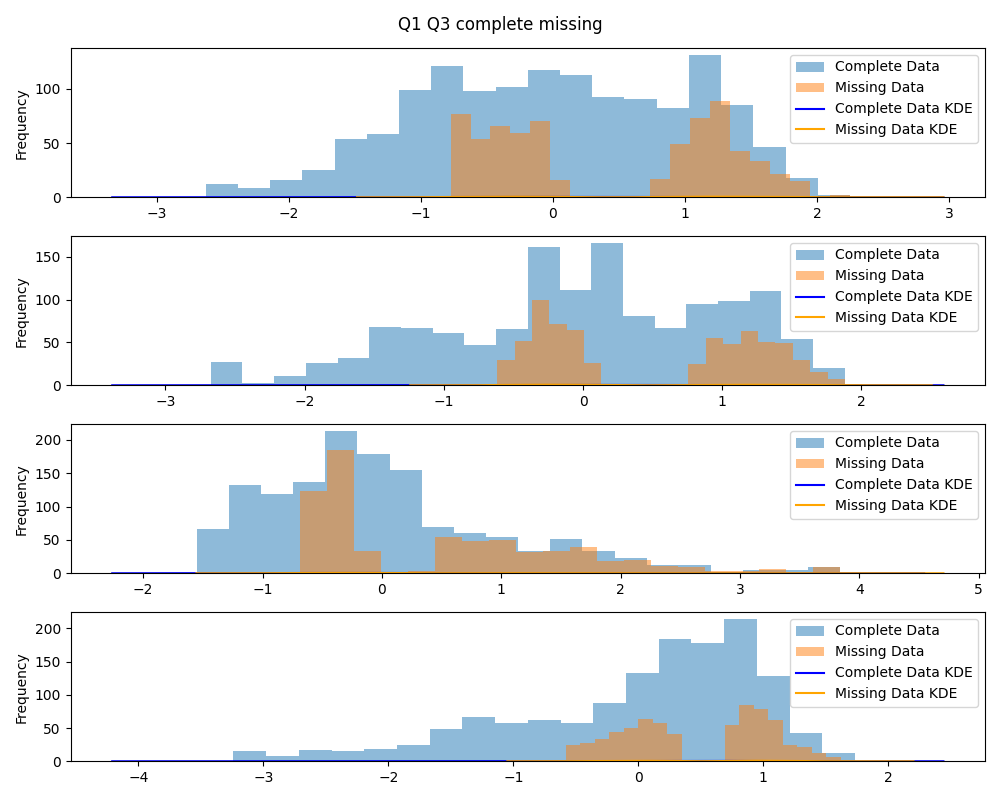 Q1 Q3 complete missing
Frequency
100
50
0
−3 −2 −1 0 1 2 3
Complete Data
Missing Data
Complete Data KDE
Missing Data KDE
Frequency
150
100
50
0
−3 −2 −1 0 1 2
Complete Data
Missing Data
Complete Data KDE
Missing Data KDE
Frequency
200
150
100
50
0
−2 −1 0 1 2 3 4 5
Complete Data
Missing Data
Complete Data KDE
Missing Data KDE
Frequency
200
150
100
50
0
−4 −3 −2 −1 0 1 2
Complete Data
Missing Data
Complete Data KDE
Missing Data KDE